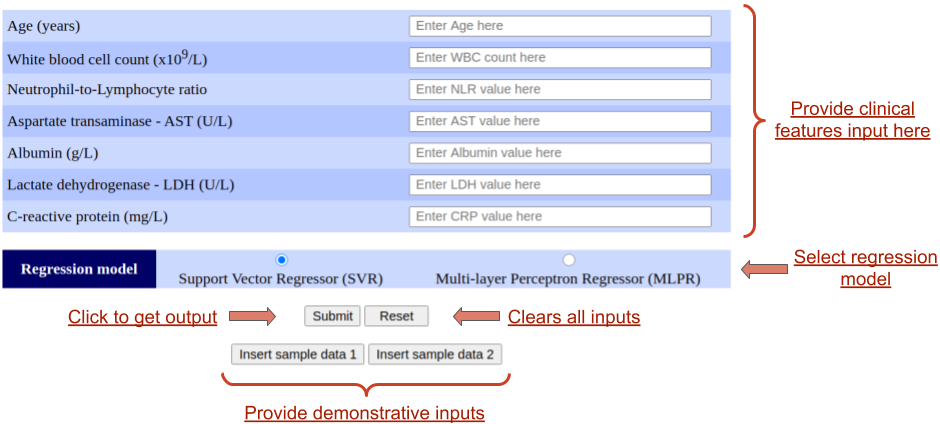 Age (years) Enter Age here
White blood cell count (x10⁹/L) Enter WBC count here
Neutrophil-to-Lymphocyte ratio Enter NLR value here
Aspartate transaminase - AST (U/L) Enter AST value here
Albumin (g/L) Enter Albumin value here
Lactate dehydrogenase - LDH (U/L) Enter LDH value here
C-reactive protein (mg/L) Enter CRP value here
Provide clinical
features input here
Regression model
Support Vector Regressor (SVR) Multi-layer Perceptron Regressor (MLPR)
Select regression
model
Click to get output Submit Reset Clears all inputs
Insert sample data 1 Insert sample data 2
Provide demonstrative inputs